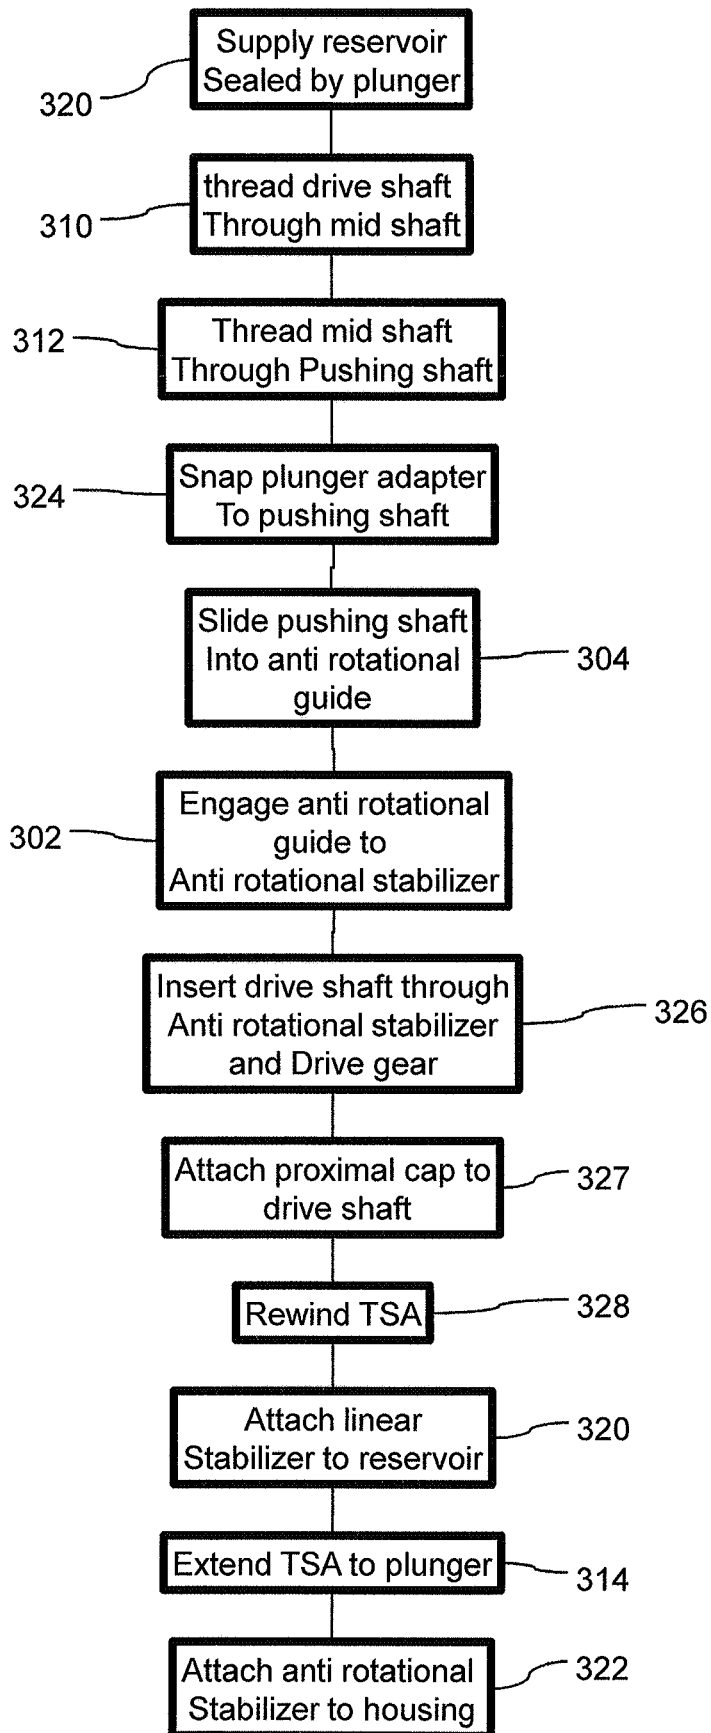 Supply reservoir
Sealed by plunger
320
thread drive shaft
Through mid shaft
310
Thread mid shaft
Through Pushing shaft
312
Snap plunger adapter
To pushing shaft
324
Slide pushing shaft
Into anti rotational
guide
304
Engage anti rotational
guide to
Anti rotational stabilizer
302
Insert drive shaft through
Anti rotational stabilizer
and Drive gear
326
Attach proximal cap to
drive shaft
327
Rewind TSA
328
Attach linear
Stabilizer to reservoir
320
Extend TSA to plunger
314
Attach anti rotational
Stabilizer to housing
322